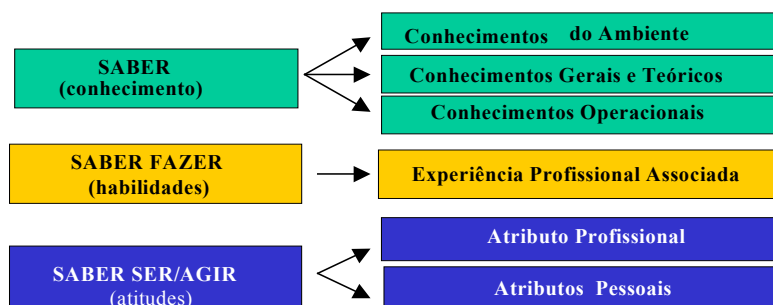 SABER
(conhecimento)
Conhecimentos do Ambiente
Conhecimentos Gerais e Teóricos
Conhecimentos Operacionais
SABER FAZER
(habilidades)
Experiência Profissional Associada
SABER SER/AGIR
(atitudes)
Atributo Profissional
Atributos Pessoais